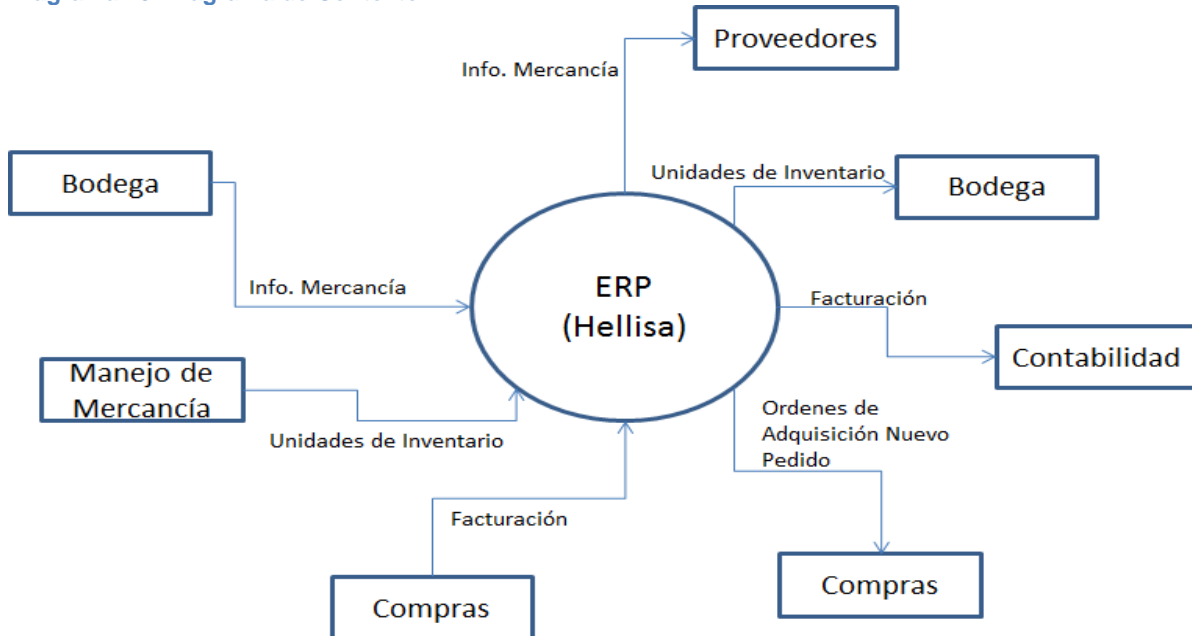 Proveedores
Info. Mercancía
Unidades de Inventario
Bodega
Bodega
ERP
(Hellisa)
Info. Mercancía
Facturación
Contabilidad
Manejo de
Mercancía
Unidades de Inventario
Ordenes de
Adquisición Nuevo
Pedido
Facturación
Compras
Compras